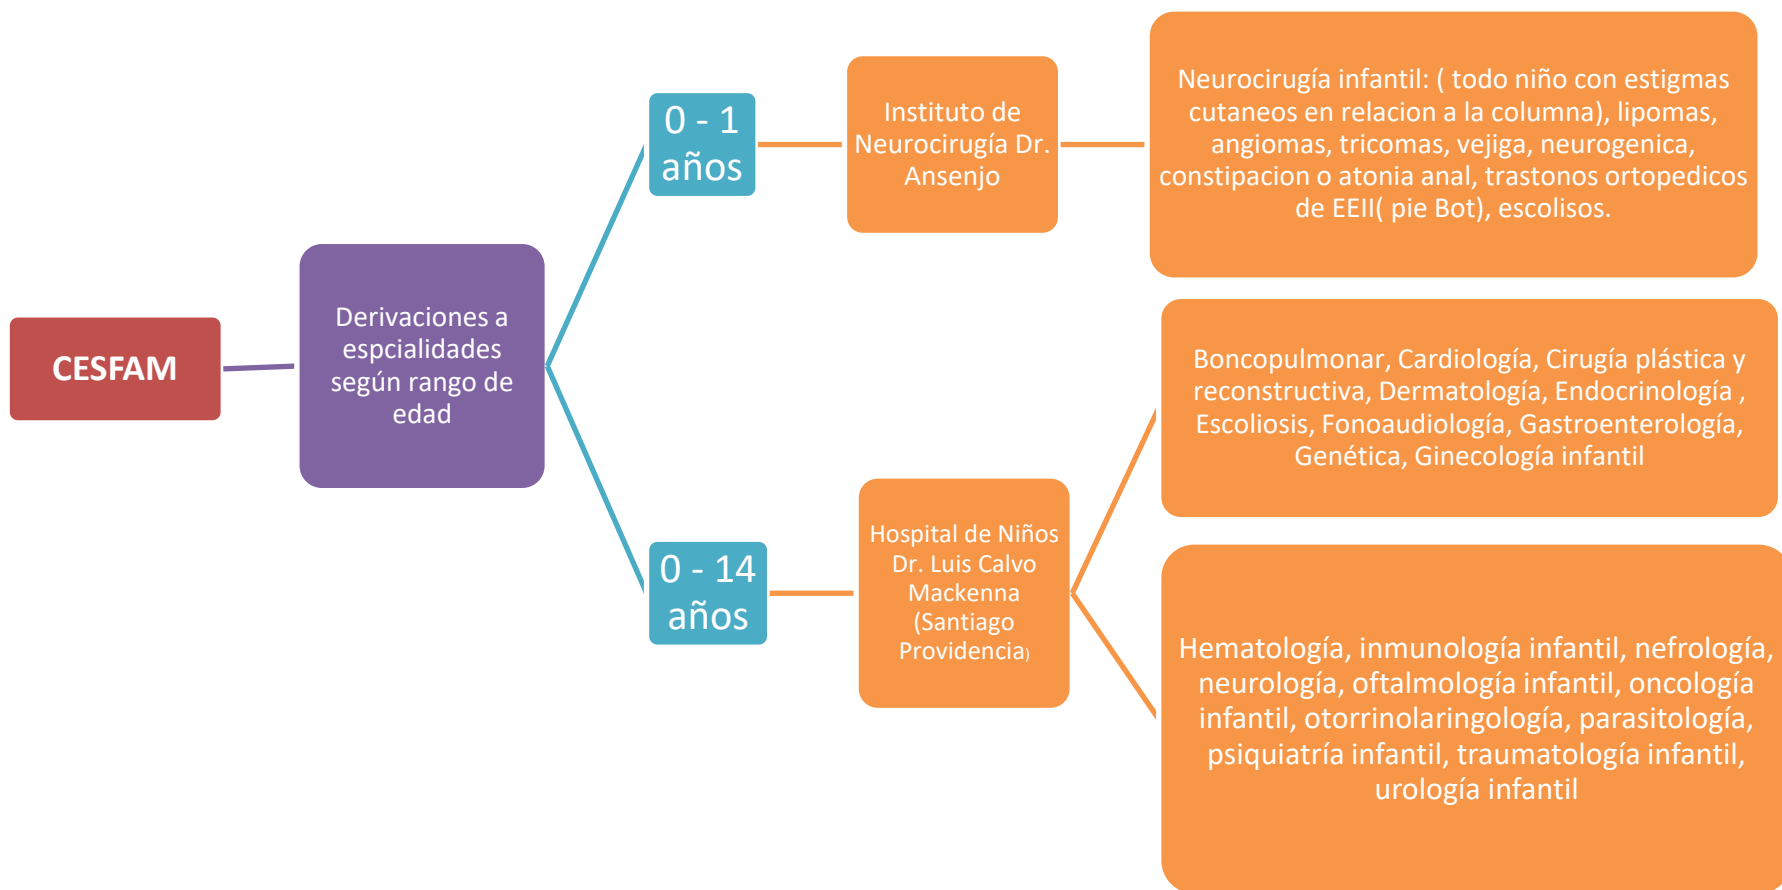 CESFAM
Derivaciones a
espcialidades
según rango de
edad
0 - 1
años
Instituto de
Neurocirugía Dr.
Ansenjo
Neurocirugía infantil: ( todo niño con estigmas
cutaneos en relacion a la columna), lipomas,
angiomas, tricomas, vejiga, neurogenica,
constipacion o atonia anal, trastonos ortopedicos
de EEII( pie Bot), escolisos.
0 - 14
años
Hospital de Niños
Dr. Luis Calvo
Mackenna
(Santiago
Providencia)
Boncopulmonar, Cardiología, Cirugía plástica y
reconstructiva, Dermatología, Endocrinología ,
Escoliosis, Fonoaudiología, Gastroenterología,
Genética, Ginecología infantil
Hematología, inmunología infantil, nefrología,
neurología, oftalmología infantil, oncología
infantil, otorrinolaringología, parasitología,
psiquiatría infantil, traumatología infantil,
urología infantil